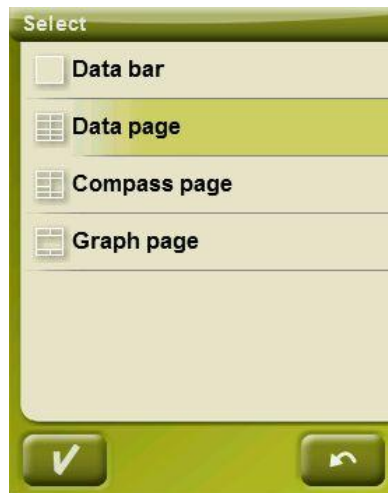 Select
Data bar
Data page
Compass page
Graph page